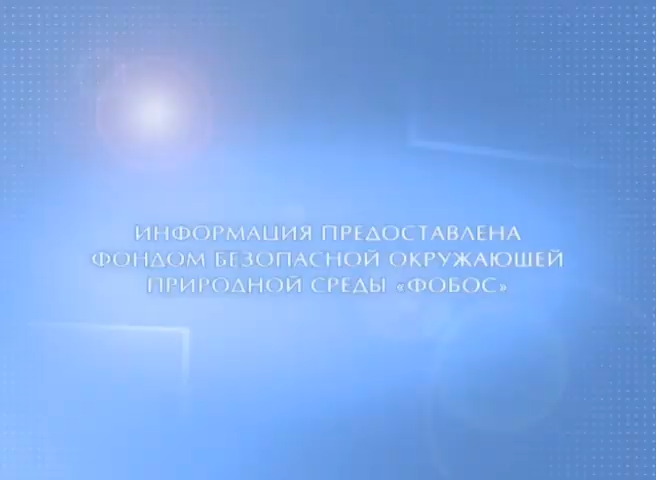 ИНФОРМАЦИЯ ПРЕДОСТАВЛЕНА
ФОНДОМ БЕЗОПАСНОЙ ОКРУЖАЮЩЕЙ
ПРИРОДНОЙ СРЕДЫ «ФОБОС»